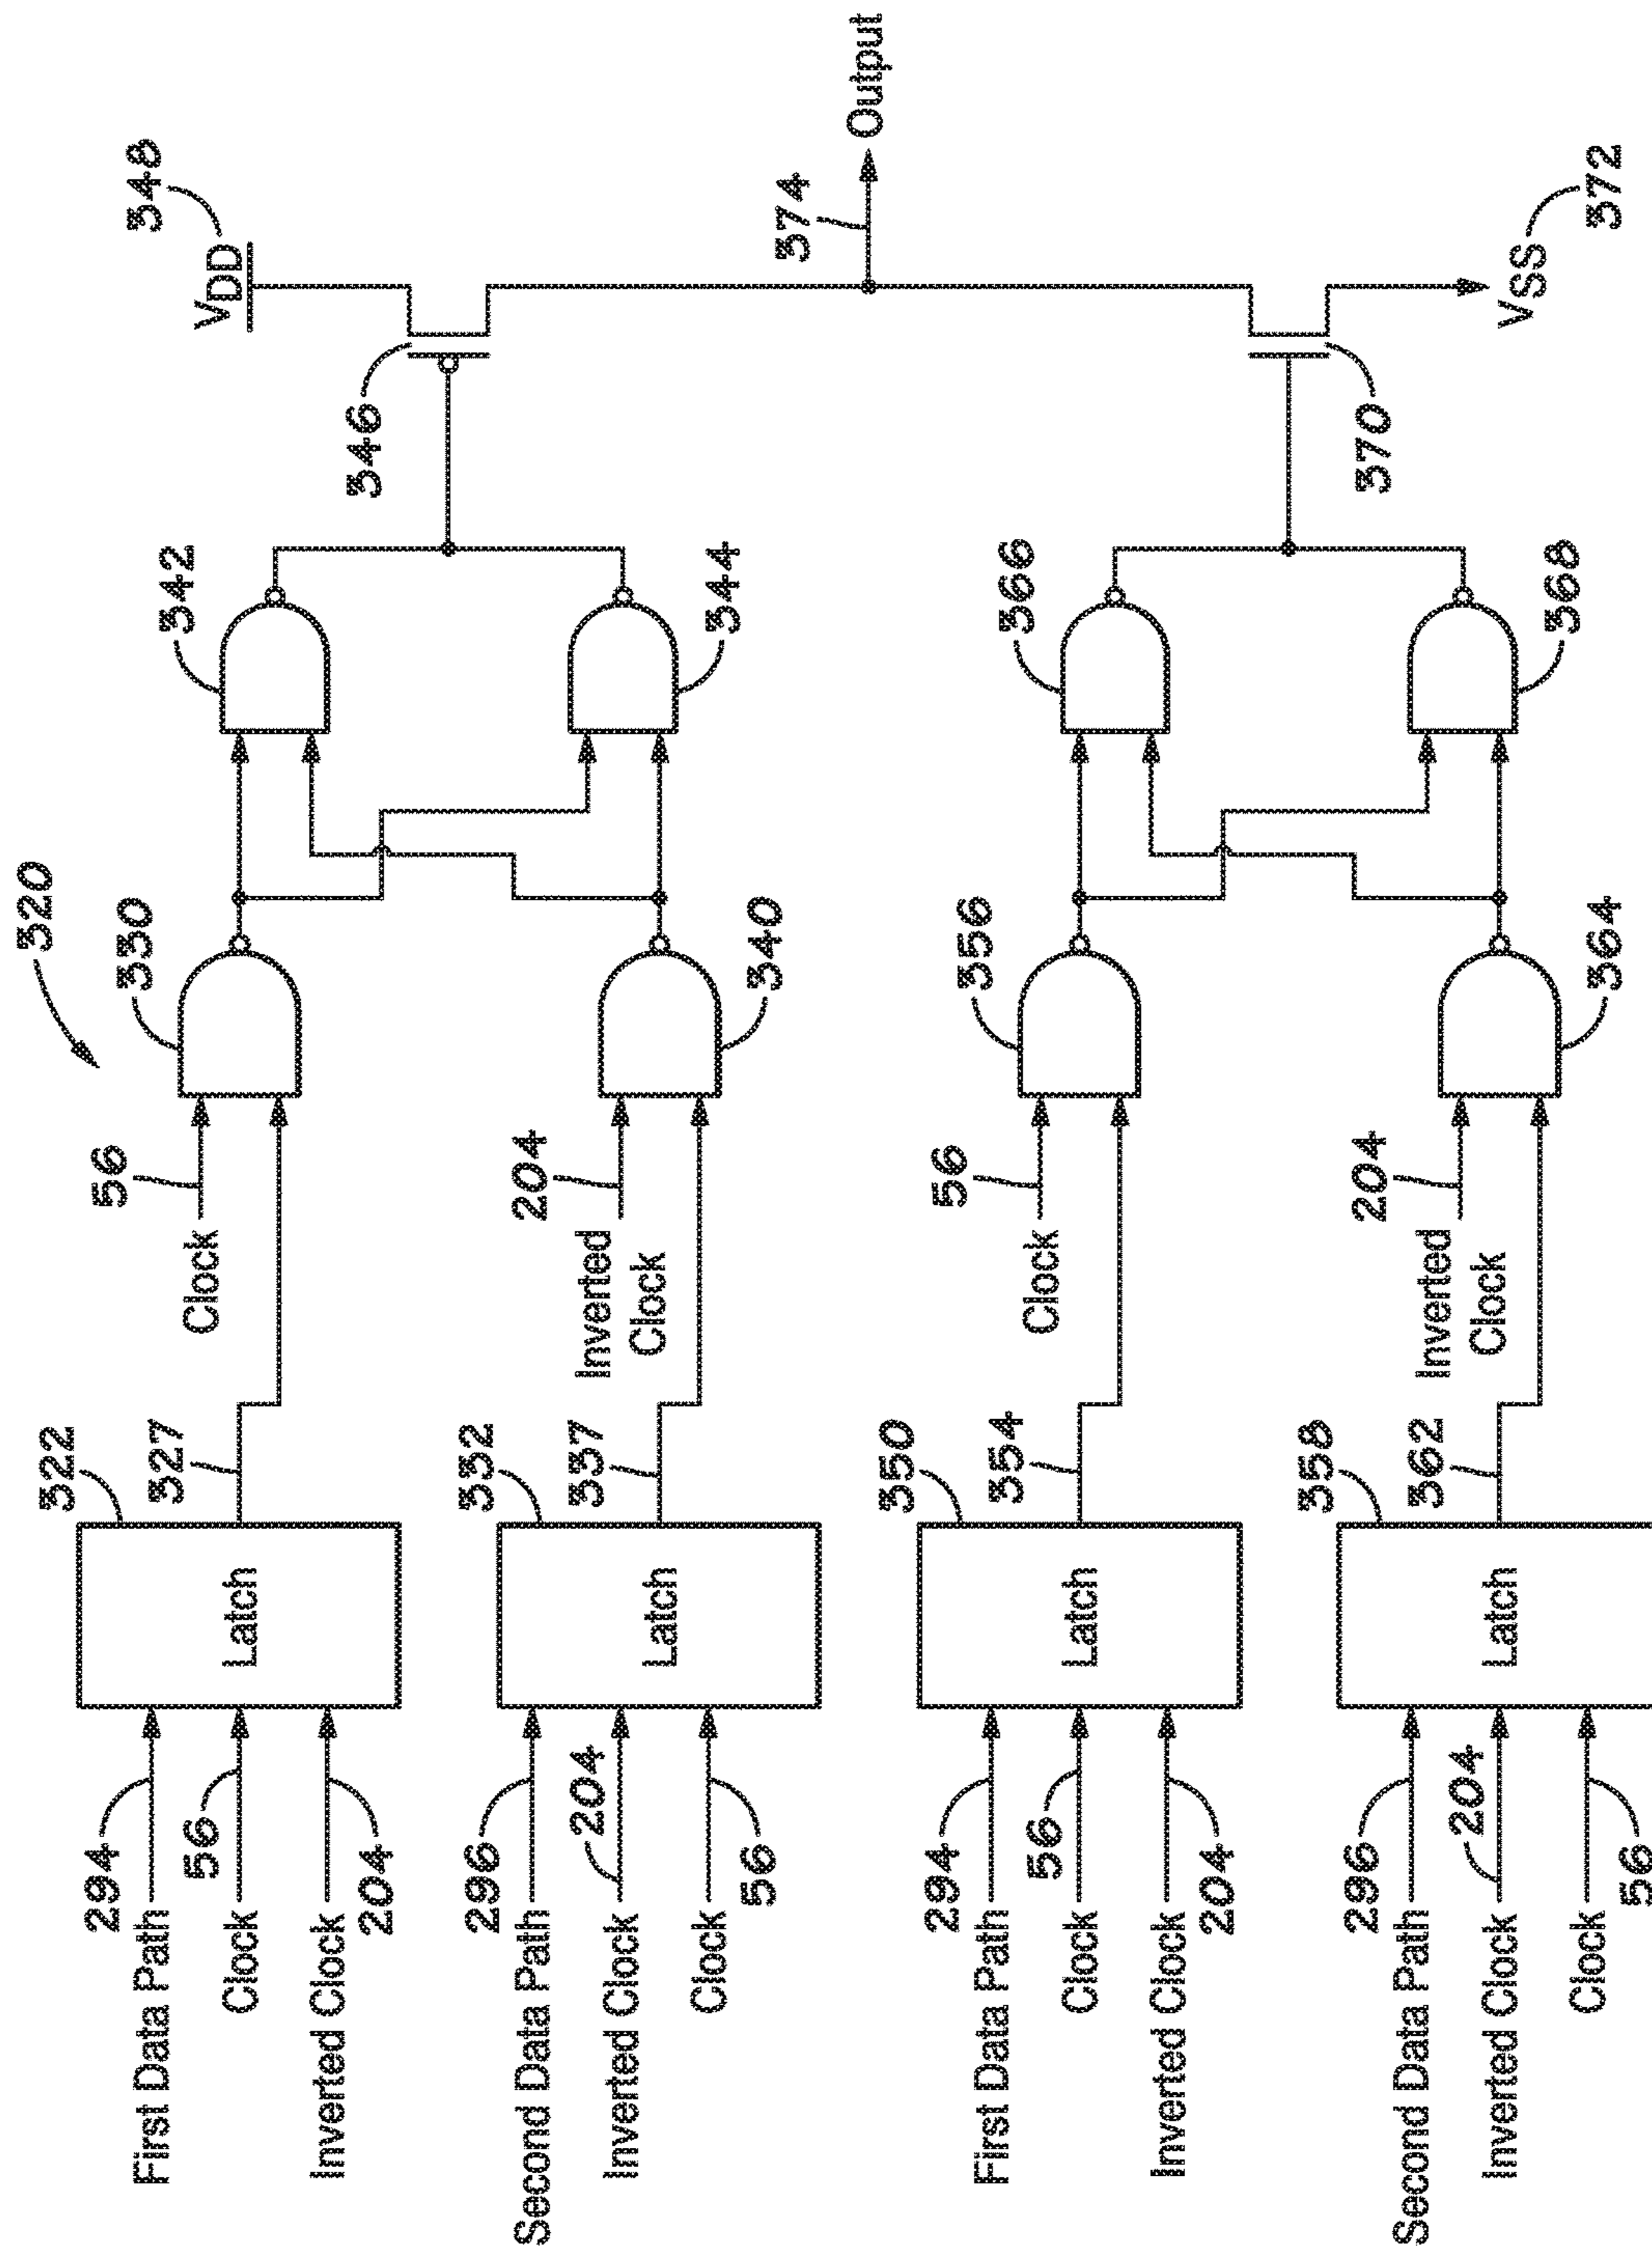 320
322
294
First Data Path
327
56
Clock
56
Clock
Inverted Clock
204
Latch
330
342
VDD
348
346
332
296
Second Data Path
204
Inverted Clock
Clock
56
Latch
337
204
Inverted
Clock
340
344
374
Output
350
294
First Data Path
56
Clock
Inverted Clock
204
Latch
354
56
Clock
356
366
370
358
296
Second Data Path
204
Inverted Clock
Clock
56
Latch
362
204
Inverted
Clock
364
368
VSS
372